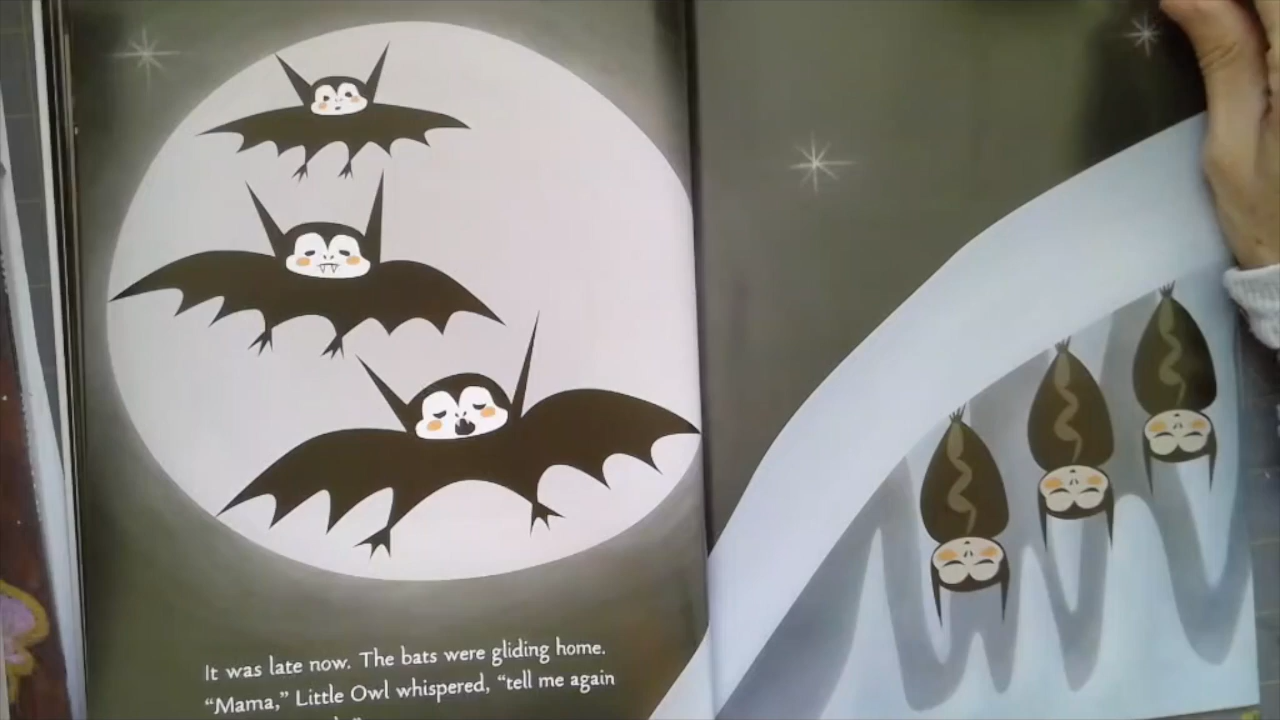 It was late now. The bats were gliding home.
“Mama,” Little Owl whispered, “tell me again